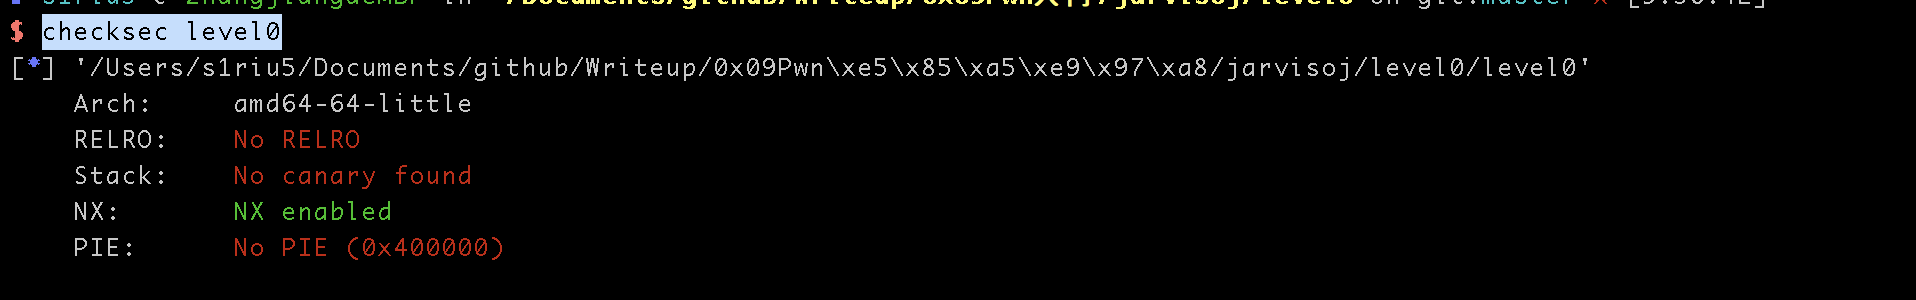 $ checksec level0
[*] '/Users/s1riu5/Documents/github/Writeup/0x09Pwn\xe5\x85\xa5\xe9\x97\xa8/jarvisoj/level0/level0'
Arch: amd64-64-little
RELRO: No RELRO
Stack: No canary found
NX: NX enabled
PIE: No PIE (0x400000)